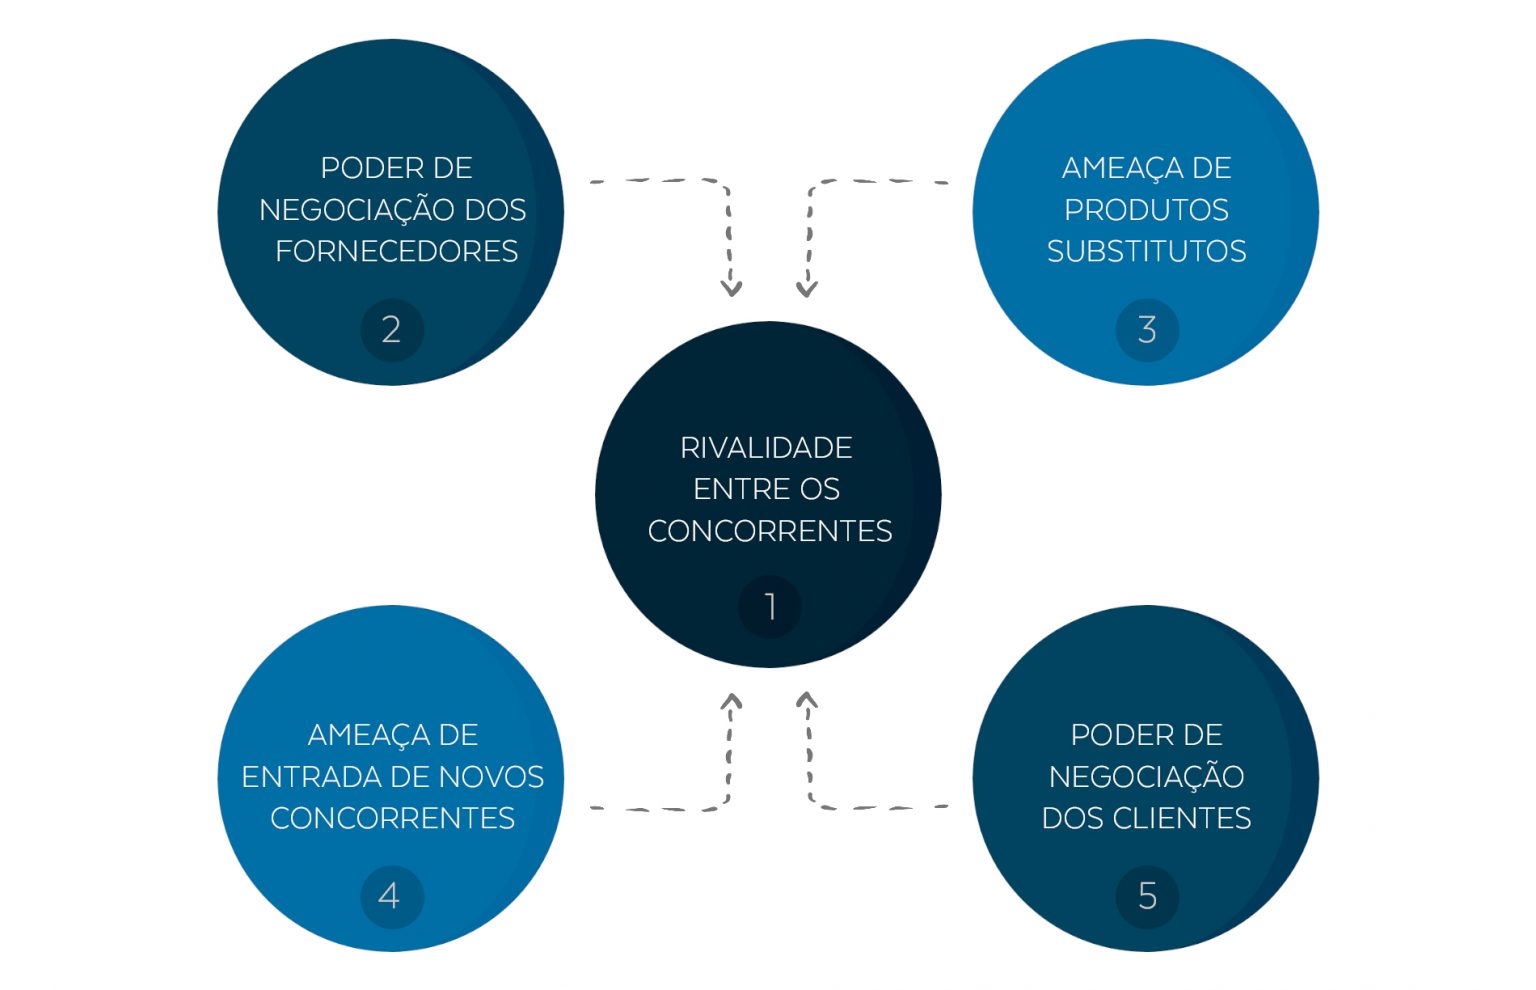 PODER DE
NEGOCIAÇÃO DOS
FORNECEDORES
2
AMEAÇA DE
PRODUTOS
SUBSTITUTOS
3
RIVALIDADE
ENTRE OS
CONCORRENTES
1
AMEAÇA DE
ENTRADA DE NOVOS
CONCORRENTES
4
PODER DE
NEGOCIAÇÃO
DOS CLIENTES
5